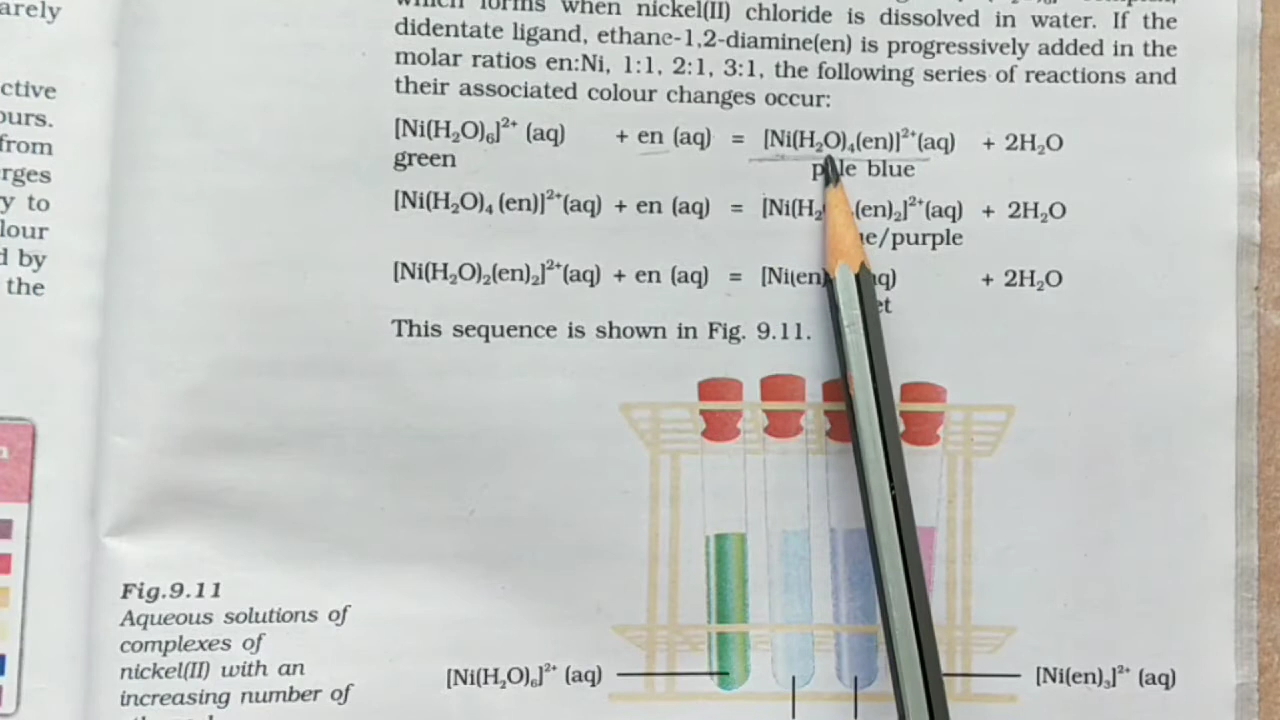 arely
ctive
ours.
from
rges
y to
lour
d by
the
which forms when nickel(II) chloride is dissolved in water. If the
didentate ligand, ethane-1,2-diamine(en) is progressively added in the
molar ratios en:Ni, 1:1, 2:1, 3:1, the following series of reactions and
their associated colour changes occur:
[Ni(H₂O)₆]²⁺ (aq) + en (aq) = [Ni(H₂O)₄(en)]²⁺(aq) + 2H₂O
green blue
[Ni(H₂O)₄ (en)]²⁺(aq) + en (aq) = [Ni(H₂ (en)₂]²⁺(aq) + 2H₂O
ue/purple
[Ni(H₂O)₂(en)₂]²⁺(aq) + en (aq) = [Ni(en) aq) + 2H₂O
et
This sequence is shown in Fig. 9.11.
Fig.9.11
Aqueous solutions of
complexes of
nickel(II) with an
increasing number of
[Ni(H₂O)₆]²⁺ (aq) [Ni(en)₃]²⁺ (aq)